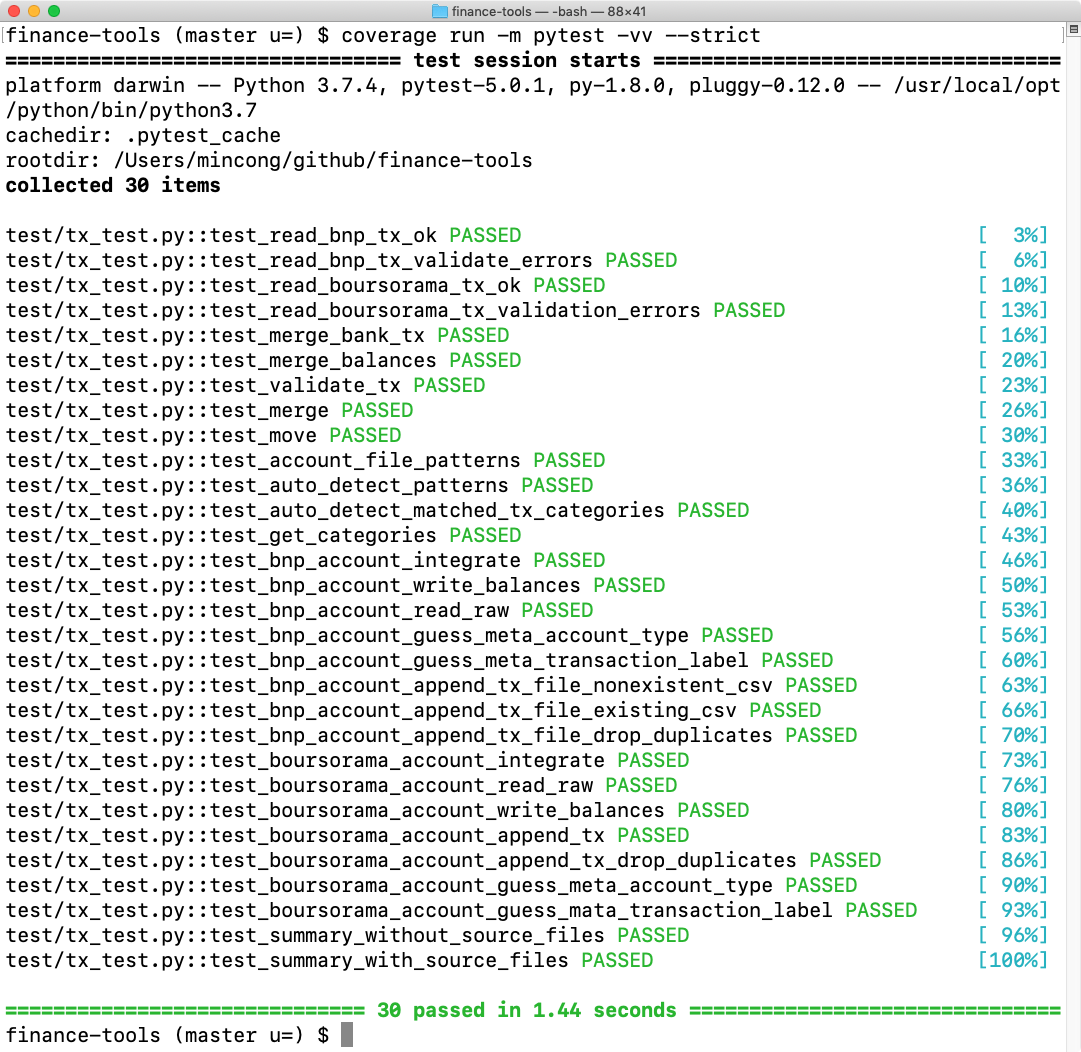 finance-tools — -bash — 88×41
finance-tools (master u=) $ coverage run -m pytest -vv --strict
================================= test session starts ==================================
platform darwin -- Python 3.7.4, pytest-5.0.1, py-1.8.0, pluggy-0.12.0 -- /usr/local/opt
/python/bin/python3.7
cachedir: .pytest_cache
rootdir: /Users/mincong/github/finance-tools
collected 30 items
test/tx_test.py::test_read_bnp_tx_ok PASSED [  3%]
test/tx_test.py::test_read_bnp_tx_validate_errors PASSED [  6%]
test/tx_test.py::test_read_boursorama_tx_ok PASSED [ 10%]
test/tx_test.py::test_read_boursorama_tx_validation_errors PASSED [ 13%]
test/tx_test.py::test_merge_bank_tx PASSED [ 16%]
test/tx_test.py::test_merge_balances PASSED [ 20%]
test/tx_test.py::test_validate_tx PASSED [ 23%]
test/tx_test.py::test_merge PASSED [ 26%]
test/tx_test.py::test_move PASSED [ 30%]
test/tx_test.py::test_account_file_patterns PASSED [ 33%]
test/tx_test.py::test_auto_detect_patterns PASSED [ 36%]
test/tx_test.py::test_auto_detect_matched_tx_categories PASSED [ 40%]
test/tx_test.py::test_get_categories PASSED [ 43%]
test/tx_test.py::test_bnp_account_integrate PASSED [ 46%]
test/tx_test.py::test_bnp_account_write_balances PASSED [ 50%]
test/tx_test.py::test_bnp_account_read_raw PASSED [ 53%]
test/tx_test.py::test_bnp_account_guess_meta_account_type PASSED [ 56%]
test/tx_test.py::test_bnp_account_guess_meta_transaction_label PASSED [ 60%]
test/tx_test.py::test_bnp_account_append_tx_file_nonexistent_csv PASSED [ 63%]
test/tx_test.py::test_bnp_account_append_tx_file_existing_csv PASSED [ 66%]
test/tx_test.py::test_bnp_account_append_tx_file_drop_duplicates PASSED [ 70%]
test/tx_test.py::test_boursorama_account_integrate PASSED [ 73%]
test/tx_test.py::test_boursorama_account_read_raw PASSED [ 76%]
test/tx_test.py::test_boursorama_account_write_balances PASSED [ 80%]
test/tx_test.py::test_boursorama_account_append_tx PASSED [ 83%]
test/tx_test.py::test_boursorama_account_append_tx_drop_duplicates PASSED [ 86%]
test/tx_test.py::test_boursorama_account_guess_meta_account_type PASSED [ 90%]
test/tx_test.py::test_boursorama_account_guess_mata_transaction_label PASSED [ 93%]
test/tx_test.py::test_summary_without_source_files PASSED [ 96%]
test/tx_test.py::test_summary_with_source_files PASSED [100%]
============================== 30 passed in 1.44 seconds ===============================
finance-tools (master u=) $